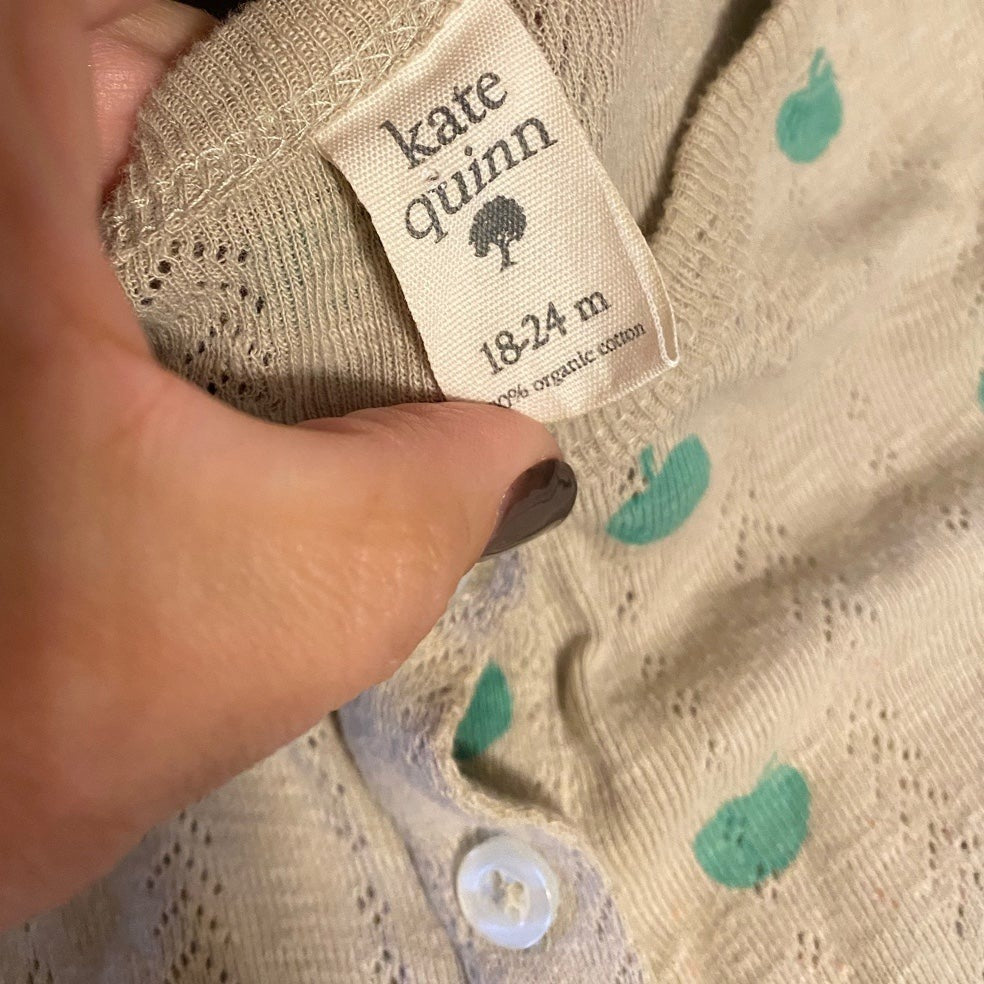 kate
quinn
18-24 m
organic cotton